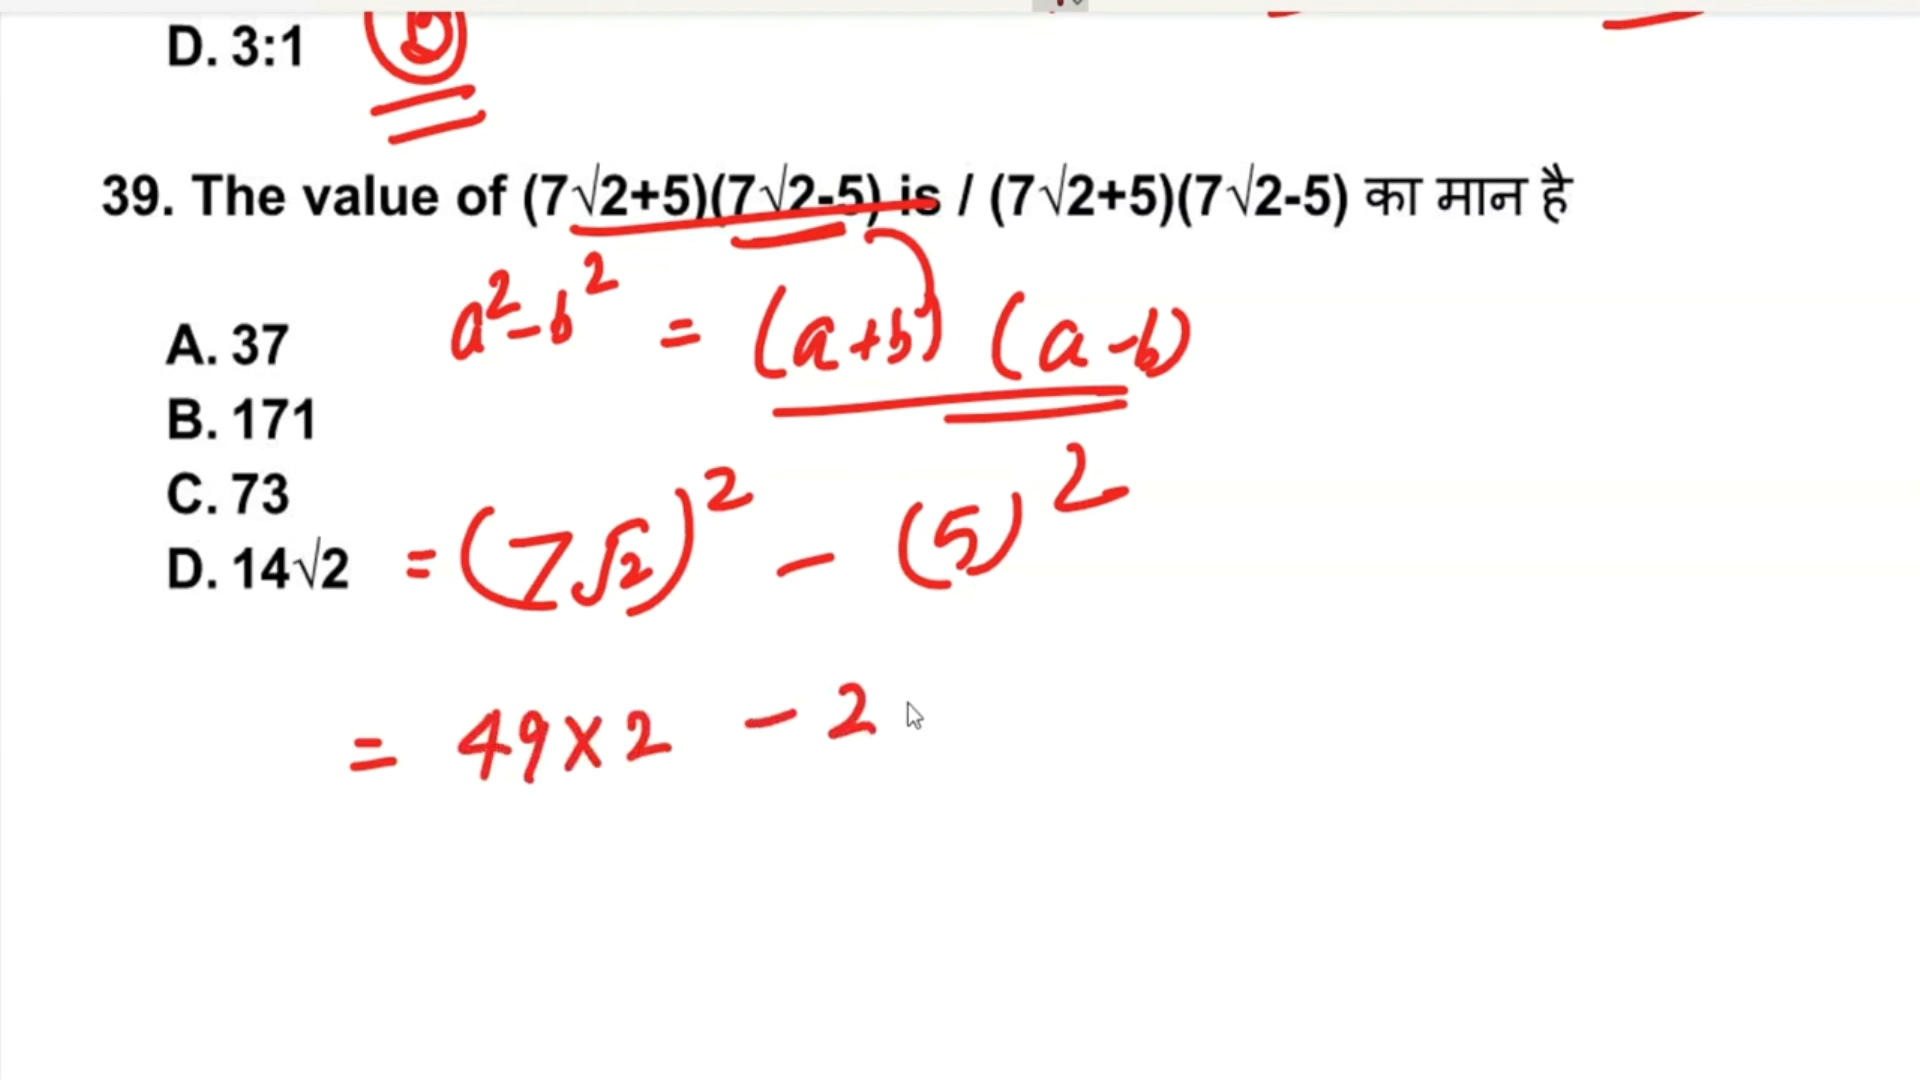 D. 3:1
39. The value of (7√2+5)(7√2-5) is / (7√2+5)(7√2-5) का मान है
a² - b² = (a+b) (a-b)
A. 37
B. 171
C. 73
D. 14√2
= (7√2)² - (5)²
= 49×2 - 2